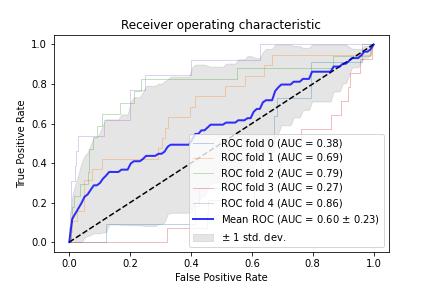 Receiver operating characteristic
True Positive Rate
1.0
0.8
0.6
0.4
0.2
0.0
ROC fold 0 (AUC = 0.38)
ROC fold 1 (AUC = 0.69)
ROC fold 2 (AUC = 0.79)
ROC fold 3 (AUC = 0.27)
ROC fold 4 (AUC = 0.86)
Mean ROC (AUC = 0.60 ± 0.23)
± 1 std. dev.
0.0 0.2 0.4 0.6 0.8 1.0
False Positive Rate